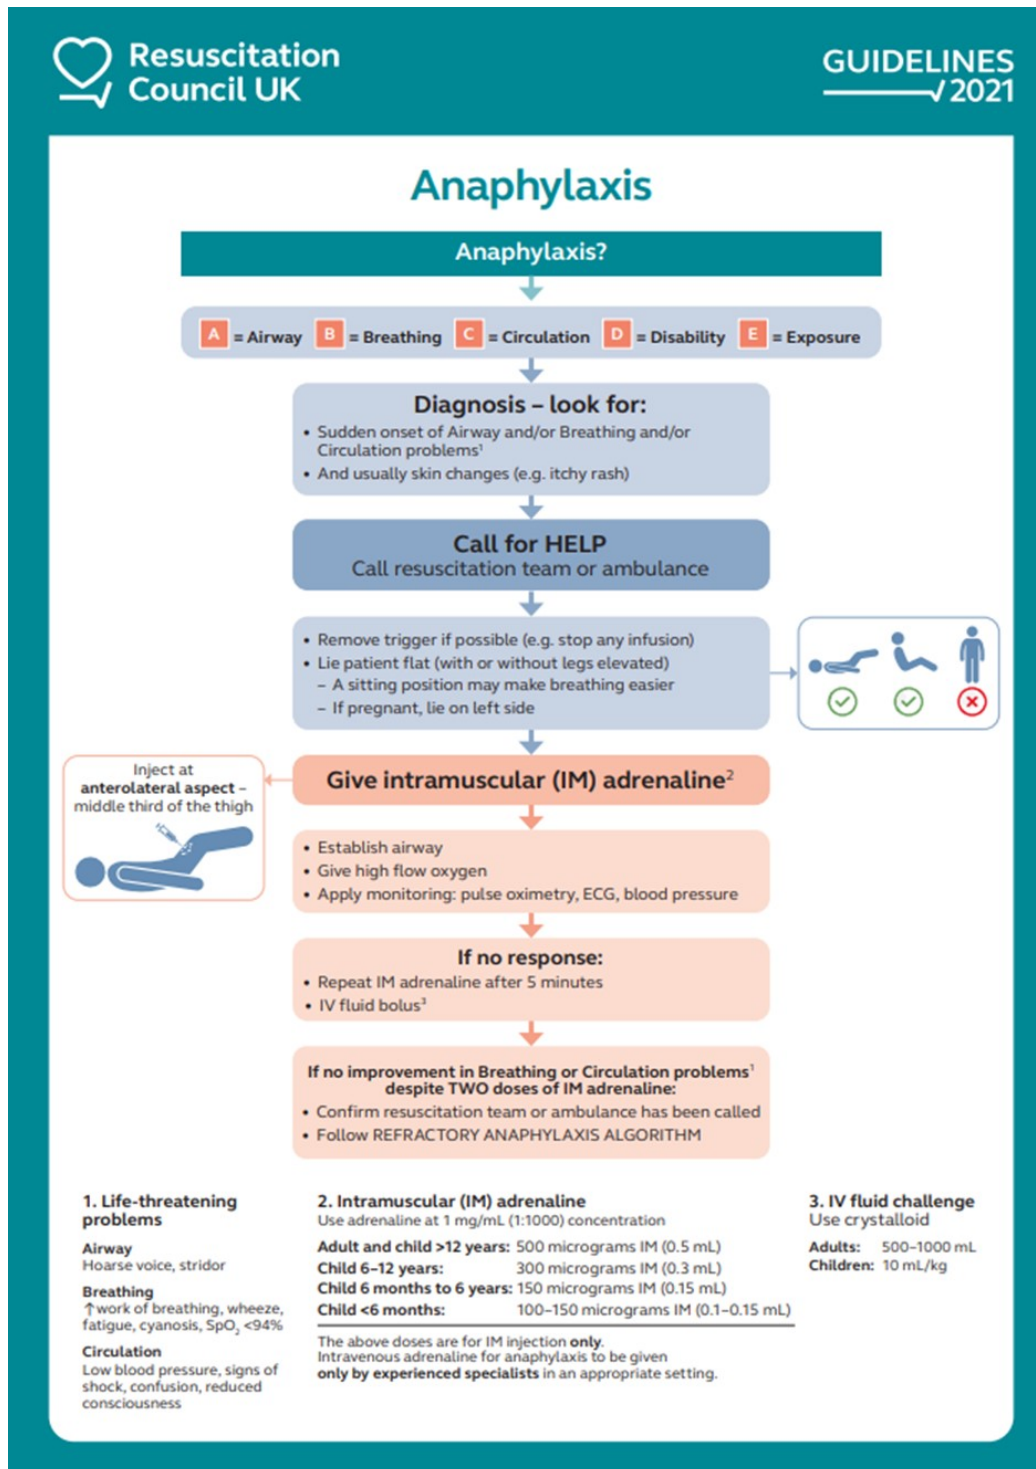 Resuscitation
Council UK
GUIDELINES
2021
Anaphylaxis
Anaphylaxis?
A = Airway B = Breathing C = Circulation D = Disability E = Exposure
Diagnosis – look for:
• Sudden onset of Airway and/or Breathing and/or
Circulation problems¹
• And usually skin changes (e.g. itchy rash)
Call for HELP
Call resuscitation team or ambulance
• Remove trigger if possible (e.g. stop any infusion)
• Lie patient flat (with or without legs elevated)
– A sitting position may make breathing easier
– If pregnant, lie on left side
Give intramuscular (IM) adrenaline²
Inject at
anterolateral aspect –
middle third of the thigh
• Establish airway
• Give high flow oxygen
• Apply monitoring: pulse oximetry, ECG, blood pressure
If no response:
• Repeat IM adrenaline after 5 minutes
• IV fluid bolus³
If no improvement in Breathing or Circulation problems¹
despite TWO doses of IM adrenaline:
• Confirm resuscitation team or ambulance has been called
• Follow REFRACTORY ANAPHYLAXIS ALGORITHM
1. Life-threatening
problems
Airway
Hoarse voice, stridor
Breathing
↑work of breathing, wheeze,
fatigue, cyanosis, SpO₂ <94%
Circulation
Low blood pressure, signs of
shock, confusion, reduced
consciousness
2. Intramuscular (IM) adrenaline
Use adrenaline at 1 mg/mL (1:1000) concentration
Adult and child >12 years: 500 micrograms IM (0.5 mL)
Child 6–12 years: 300 micrograms IM (0.3 mL)
Child 6 months to 6 years: 150 micrograms IM (0.15 mL)
Child <6 months: 100–150 micrograms IM (0.1–0.15 mL)
The above doses are for IM injection only.
Intravenous adrenaline for anaphylaxis to be given
only by experienced specialists in an appropriate setting.
3. IV fluid challenge
Use crystalloid
Adults: 500–1000 mL
Children: 10 mL/kg